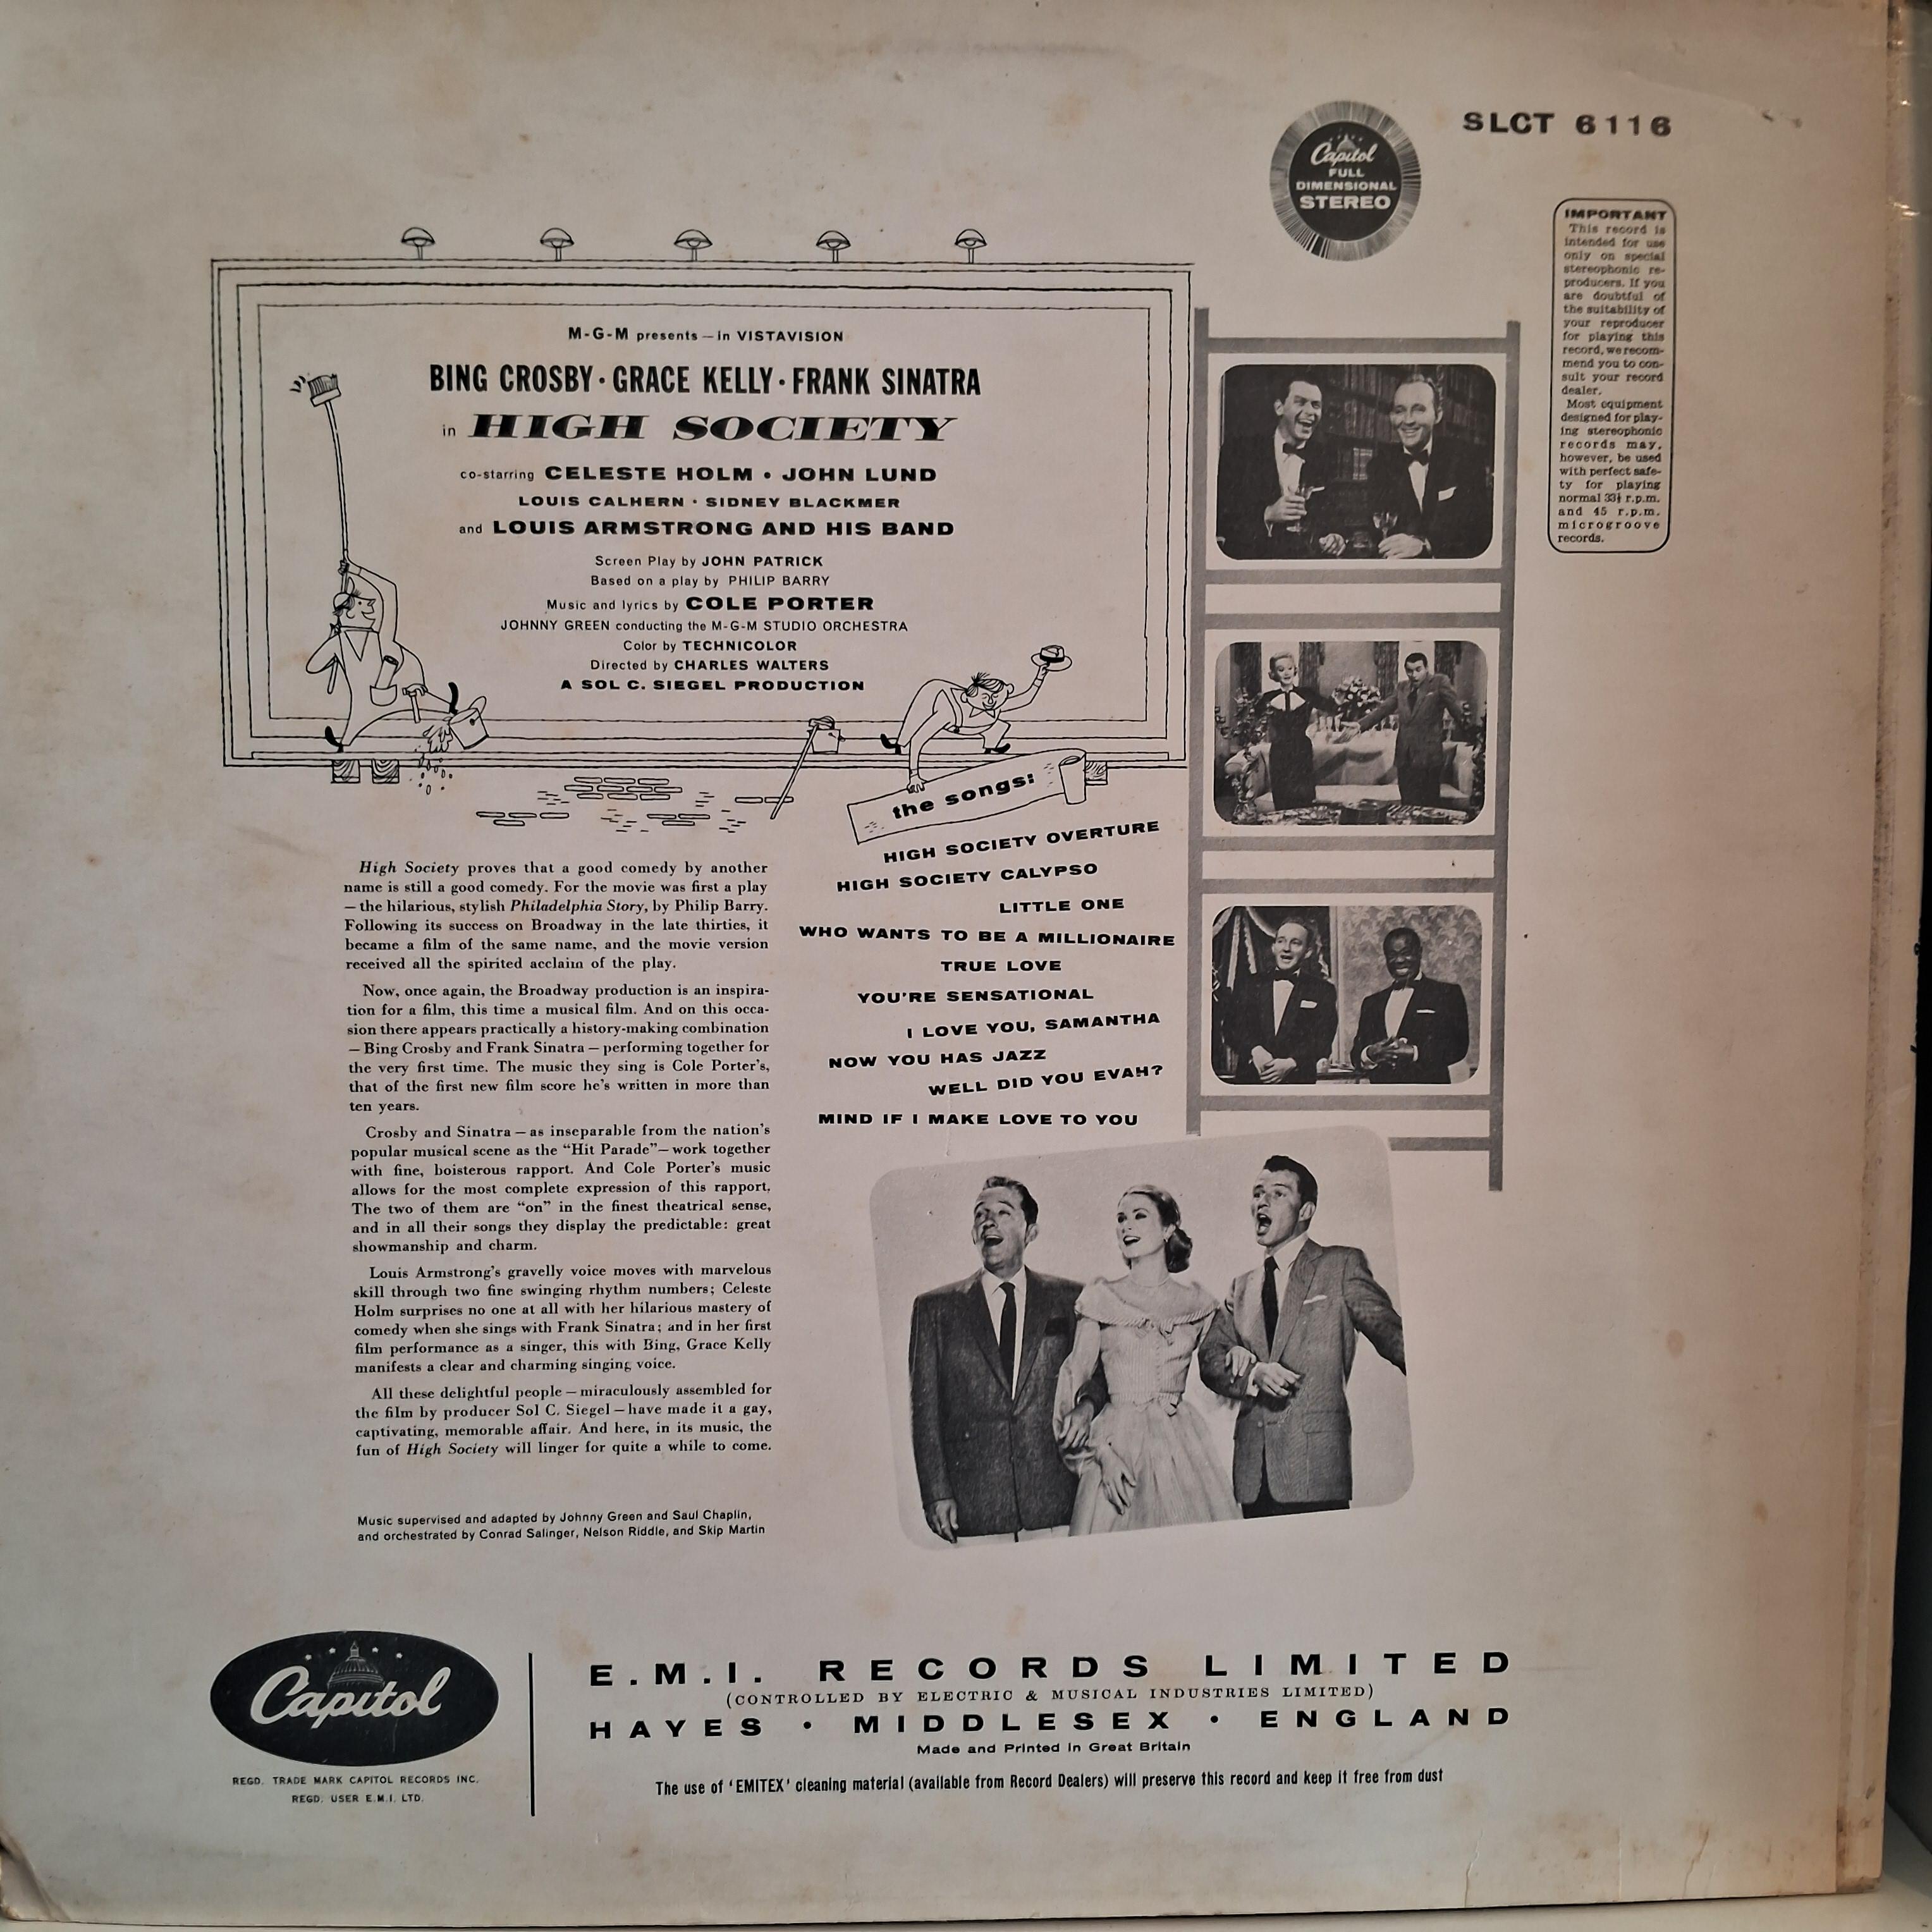 SLCT 6116
Capitol
FULL
DIMENSIONAL
STEREO
IMPORTANT
This record is
intended for use
only on special
stereophonic re-
producers. If you
are doubtful of
the suitability of
your reproducer
for playing this
record, we recom-
mend you to con-
sult your record
dealer.
Most equipment
designed for play-
ing stereophonic
records may,
however, be used
with perfect safe-
ty for playing
normal 33⅓ r.p.m.
and 45 r.p.m.
microgroove
records.
M-G-M presents — in VISTAVISION
BING CROSBY · GRACE KELLY · FRANK SINATRA
in HIGH SOCIETY
co-starring CELESTE HOLM • JOHN LUND
LOUIS CALHERN · SIDNEY BLACKMER
and LOUIS ARMSTRONG AND HIS BAND
Screen Play by JOHN PATRICK
Based on a play by PHILIP BARRY
Music and lyrics by COLE PORTER
JOHNNY GREEN conducting the M-G-M STUDIO ORCHESTRA
Color by TECHNICOLOR
Directed by CHARLES WALTERS
A SOL C. SIEGEL PRODUCTION
the songs:
HIGH SOCIETY OVERTURE
HIGH SOCIETY CALYPSO
LITTLE ONE
WHO WANTS TO BE A MILLIONAIRE
TRUE LOVE
YOU'RE SENSATIONAL
I LOVE YOU, SAMANTHA
NOW YOU HAS JAZZ
WELL DID YOU EVAH?
MIND IF I MAKE LOVE TO YOU
High Society proves that a good comedy by another
name is still a good comedy. For the movie was first a play
— the hilarious, stylish Philadelphia Story, by Philip Barry.
Following its success on Broadway in the late thirties, it
became a film of the same name, and the movie version
received all the spirited acclaim of the play.
Now, once again, the Broadway production is an inspira-
tion for a film, this time a musical film. And on this occa-
sion there appears practically a history-making combination
— Bing Crosby and Frank Sinatra — performing together for
the very first time. The music they sing is Cole Porter's,
that of the first new film score he's written in more than
ten years.
Crosby and Sinatra — as inseparable from the nation's
popular musical scene as the “Hit Parade”— work together
with fine, boisterous rapport. And Cole Porter's music
allows for the most complete expression of this rapport.
The two of them are “on” in the finest theatrical sense,
and in all their songs they display the predictable: great
showmanship and charm.
Louis Armstrong's gravelly voice moves with marvelous
skill through two fine swinging rhythm numbers; Celeste
Holm surprises no one at all with her hilarious mastery of
comedy when she sings with Frank Sinatra; and in her first
film performance as a singer, this with Bing, Grace Kelly
manifests a clear and charming singing voice.
All these delightful people — miraculously assembled for
the film by producer Sol C. Siegel — have made it a gay,
captivating, memorable affair. And here, in its music, the
fun of High Society will linger for quite a while to come.
Music supervised and adapted by Johnny Green and Saul Chaplin,
and orchestrated by Conrad Salinger, Nelson Riddle, and Skip Martin
Capitol
REGD. TRADE MARK CAPITOL RECORDS INC.
REGD. USER E.M.I. LTD.
E.M.I. RECORDS LIMITED
(CONTROLLED BY ELECTRIC & MUSICAL INDUSTRIES LIMITED)
HAYES • MIDDLESEX • ENGLAND
Made and Printed in Great Britain
The use of 'EMITEX' cleaning material (available from Record Dealers) will preserve this record and keep it free from dust